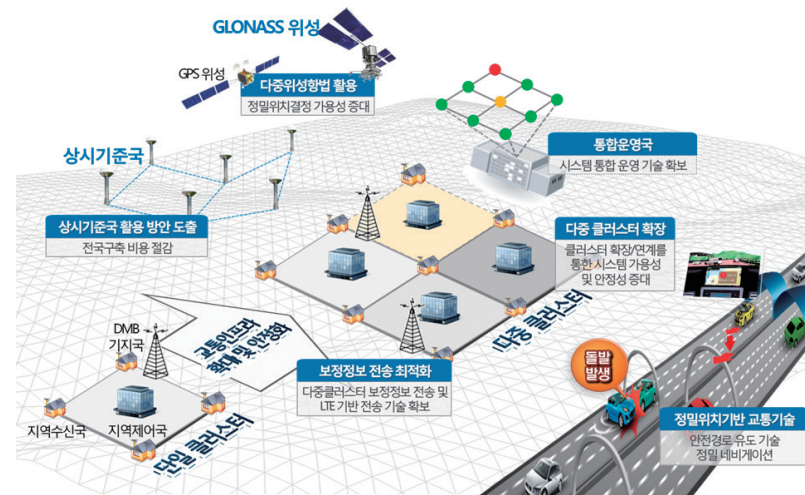 GLONASS 위성
GPS 위성
다중위성항법 활용
정밀위치결정 가용성 증대
상시기준국
통합운영국
시스템 통합 운영 기술 확보
상시기준국 활용 방안 도출
전국구축 비용 절감
다중 클러스터 확장
클러스터 확장/연계를
통한 시스템 가용성
및 안정성 증대
다중 클러스터
DMB
기지국
교통인프라
확대 및 안정화
돌발
발생
보정정보 전송 최적화
다중클러스터 보정정보 전송 및
LTE 기반 전송 기술 확보
정밀위치기반 교통기술
안전경로 유도 기술
정밀 네비게이션
지역수신국
지역제어국
단일 클러스터